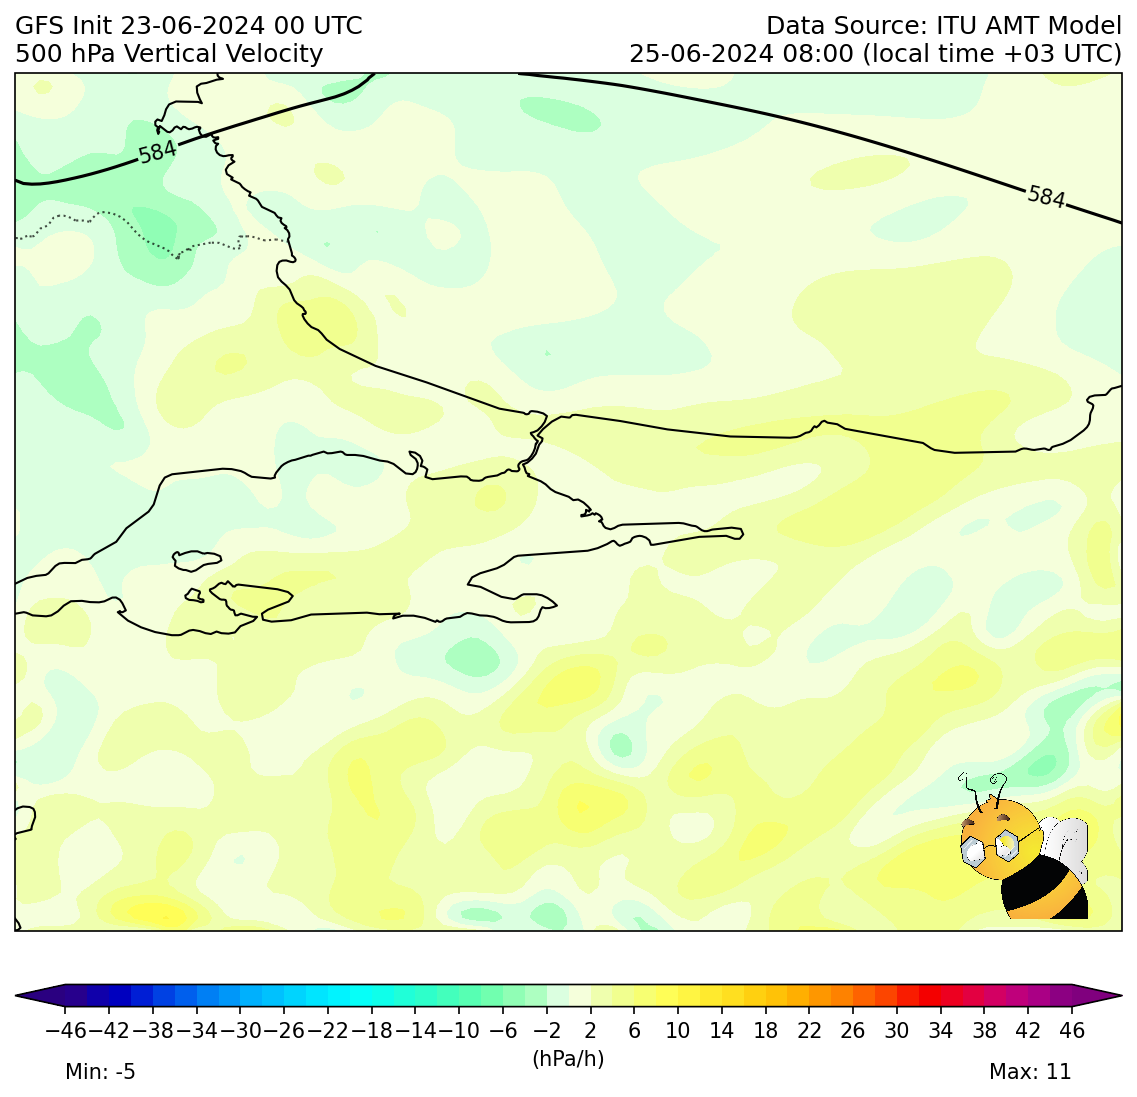 GFS Init 23-06-2024 00 UTC
Data Source: ITU AMT Model
500 hPa Vertical Velocity
25-06-2024 08:00 (local time +03 UTC)
584
584
−46 −42 −38 −34 −30 −26 −22 −18 −14 −10 −6 −2 2 6 10 14 18 22 26 30 34 38 42 46
(hPa/h)
Min: -5
Max: 11